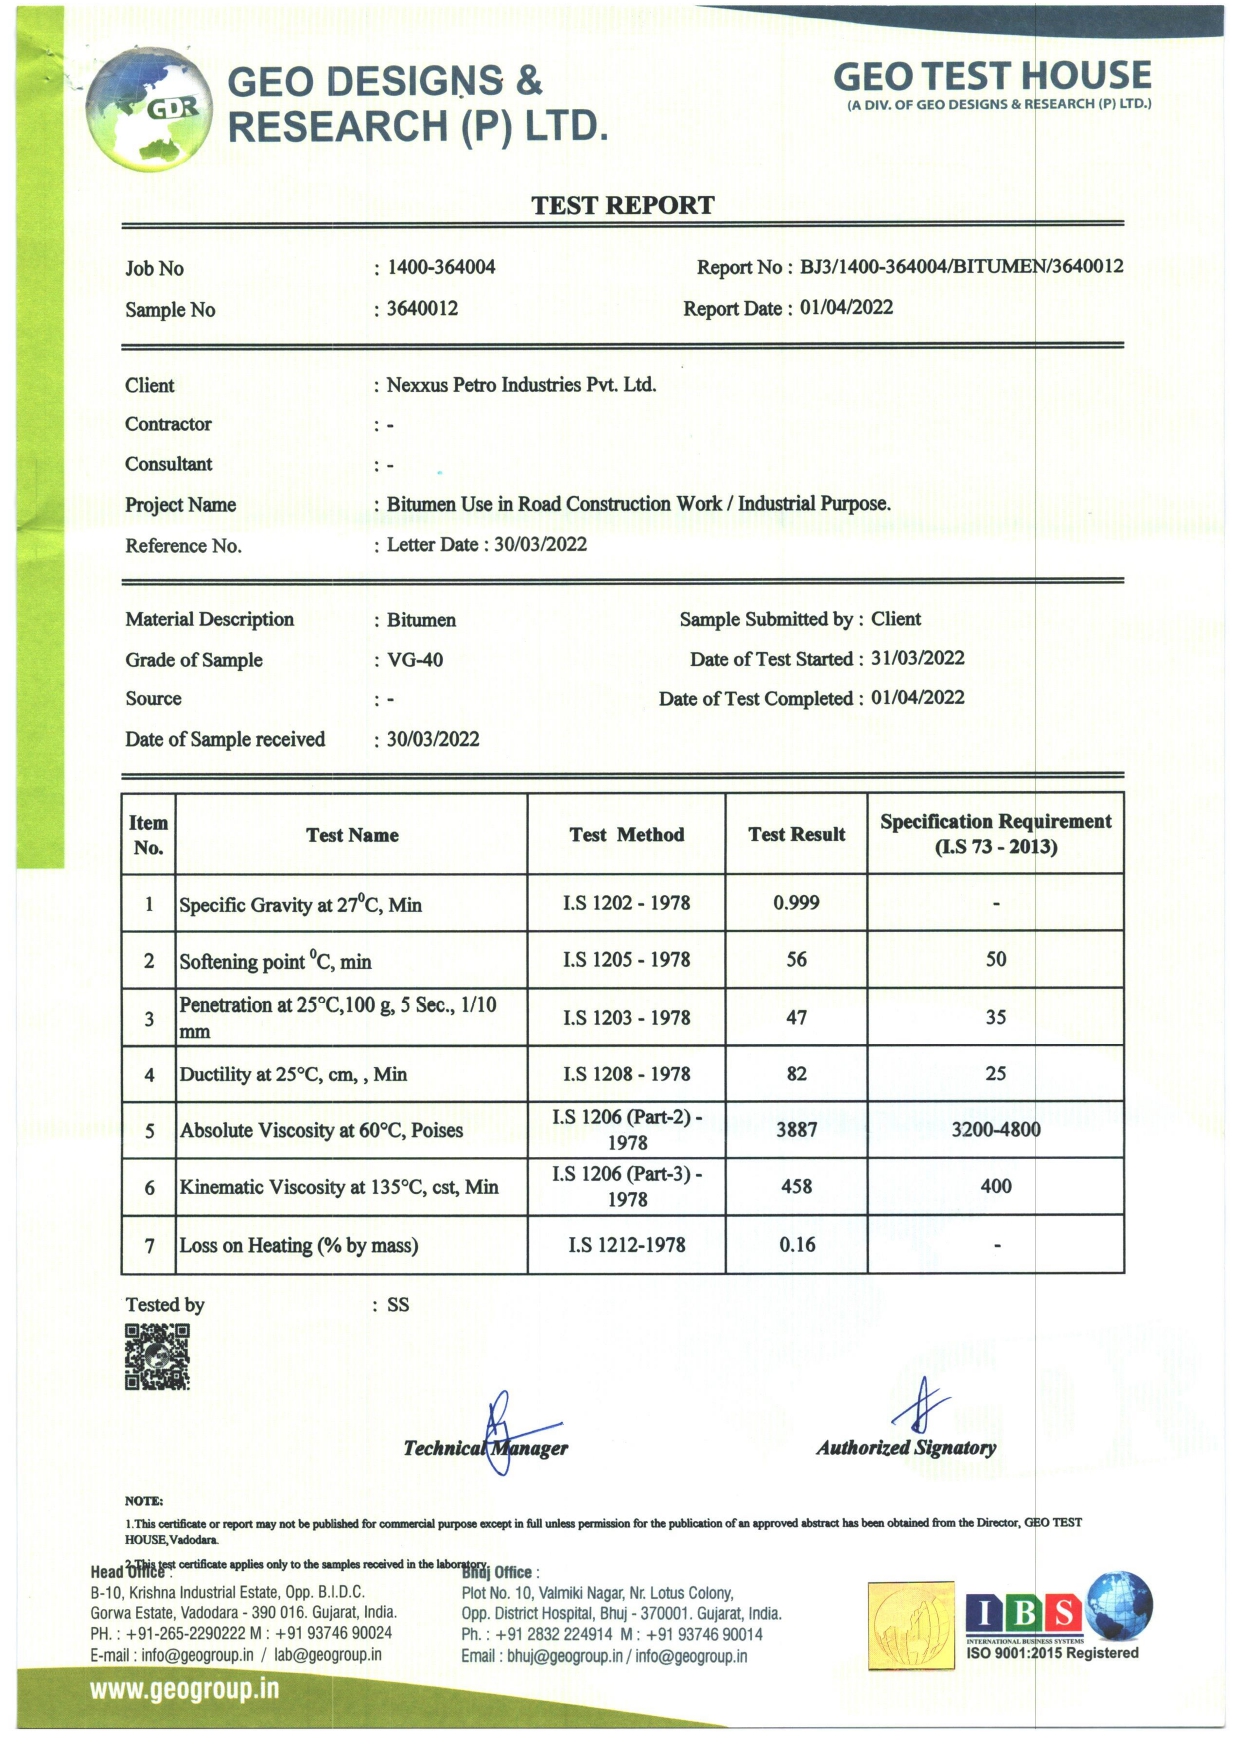 GDR
GEO DESIGNS &
RESEARCH (P) LTD.
GEO TEST HOUSE
(A DIV. OF GEO DESIGNS & RESEARCH (P) LTD.)
TEST REPORT
Job No : 1400-364004 Report No : BJ3/1400-364004/BITUMEN/3640012
Sample No : 3640012 Report Date : 01/04/2022
Client : Nexxus Petro Industries Pvt. Ltd.
Contractor : -
Consultant : -
Project Name : Bitumen Use in Road Construction Work / Industrial Purpose.
Reference No. : Letter Date : 30/03/2022
Material Description : Bitumen Sample Submitted by : Client
Grade of Sample : VG-40 Date of Test Started : 31/03/2022
Source : - Date of Test Completed : 01/04/2022
Date of Sample received : 30/03/2022
Item No. Test Name Test Method Test Result Specification Requirement (I.S 73 - 2013)
1 Specific Gravity at 27⁰C, Min I.S 1202 - 1978 0.999 -
2 Softening point ⁰C, min I.S 1205 - 1978 56 50
3 Penetration at 25°C,100 g, 5 Sec., 1/10 mm I.S 1203 - 1978 47 35
4 Ductility at 25°C, cm, , Min I.S 1208 - 1978 82 25
5 Absolute Viscosity at 60°C, Poises I.S 1206 (Part-2) - 1978 3887 3200-4800
6 Kinematic Viscosity at 135°C, cst, Min I.S 1206 (Part-3) - 1978 458 400
7 Loss on Heating (% by mass) I.S 1212-1978 0.16 -
Tested by : SS
Technical Manager Authorized Signatory
NOTE:
1.This certificate or report may not be published for commercial purpose except in full unless permission for the publication of an approved abstract has been obtained from the Director, GEO TEST
HOUSE,Vadodara.
2.This test certificate applies only to the samples received in the laboratory.
Head Office :
B-10, Krishna Industrial Estate, Opp. B.I.D.C.
Gorwa Estate, Vadodara - 390 016. Gujarat, India.
PH. : +91-265-2290222 M : +91 93746 90024
E-mail : info@geogroup.in / lab@geogroup.in
Bhuj Office :
Plot No. 10, Valmiki Nagar, Nr. Lotus Colony,
Opp. District Hospital, Bhuj - 370001. Gujarat, India.
Ph. : +91 2832 224914 M : +91 93746 90014
Email : bhuj@geogroup.in / info@geogroup.in
IBS
INTERNATIONAL BUSINESS SYSTEMS
ISO 9001:2015 Registered
www.geogroup.in